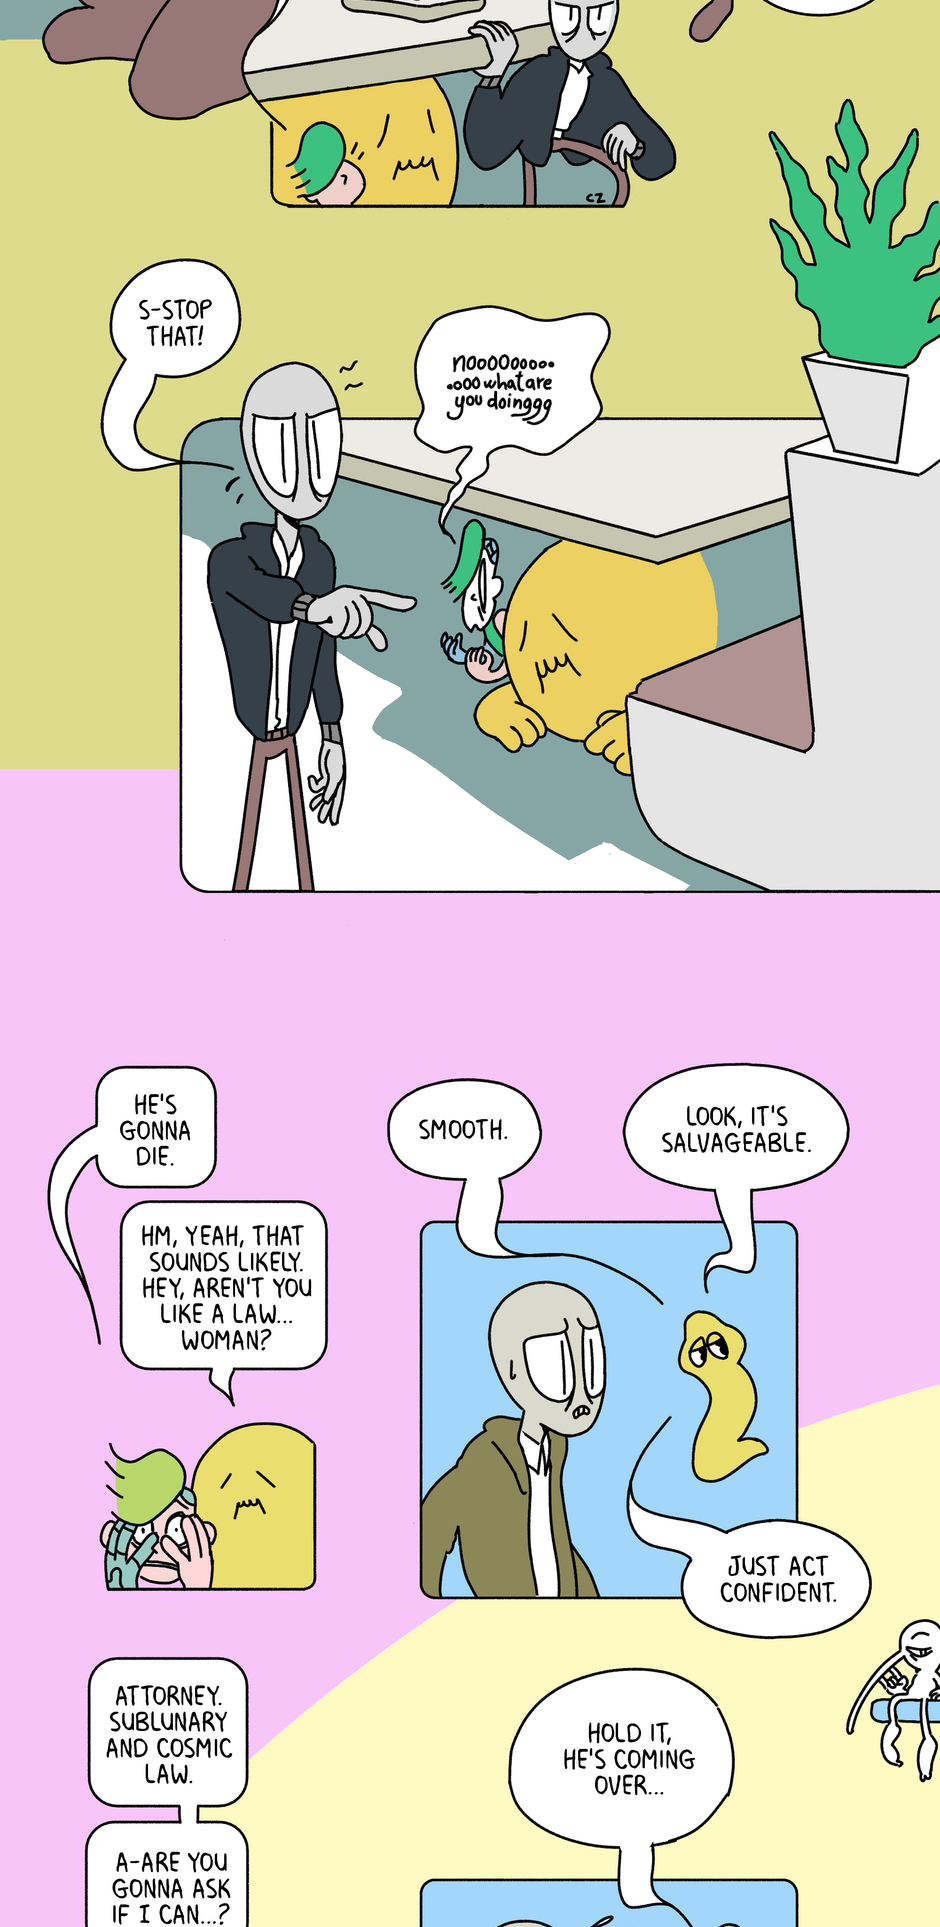 CZ
S-STOP
THAT!
nooooooooo..
.ooo what are
you doinggg
HE'S
GONNA
DIE.
HM, YEAH, THAT
SOUNDS LIKELY.
HEY, AREN'T YOU
LIKE A LAW...
WOMAN?
SMOOTH.
LOOK, IT'S
SALVAGEABLE.
JUST ACT
CONFIDENT.
ATTORNEY.
SUBLUNARY
AND COSMIC
LAW.
A-ARE YOU
GONNA ASK
IF I CAN...?
HOLD IT,
HE'S COMING
OVER...